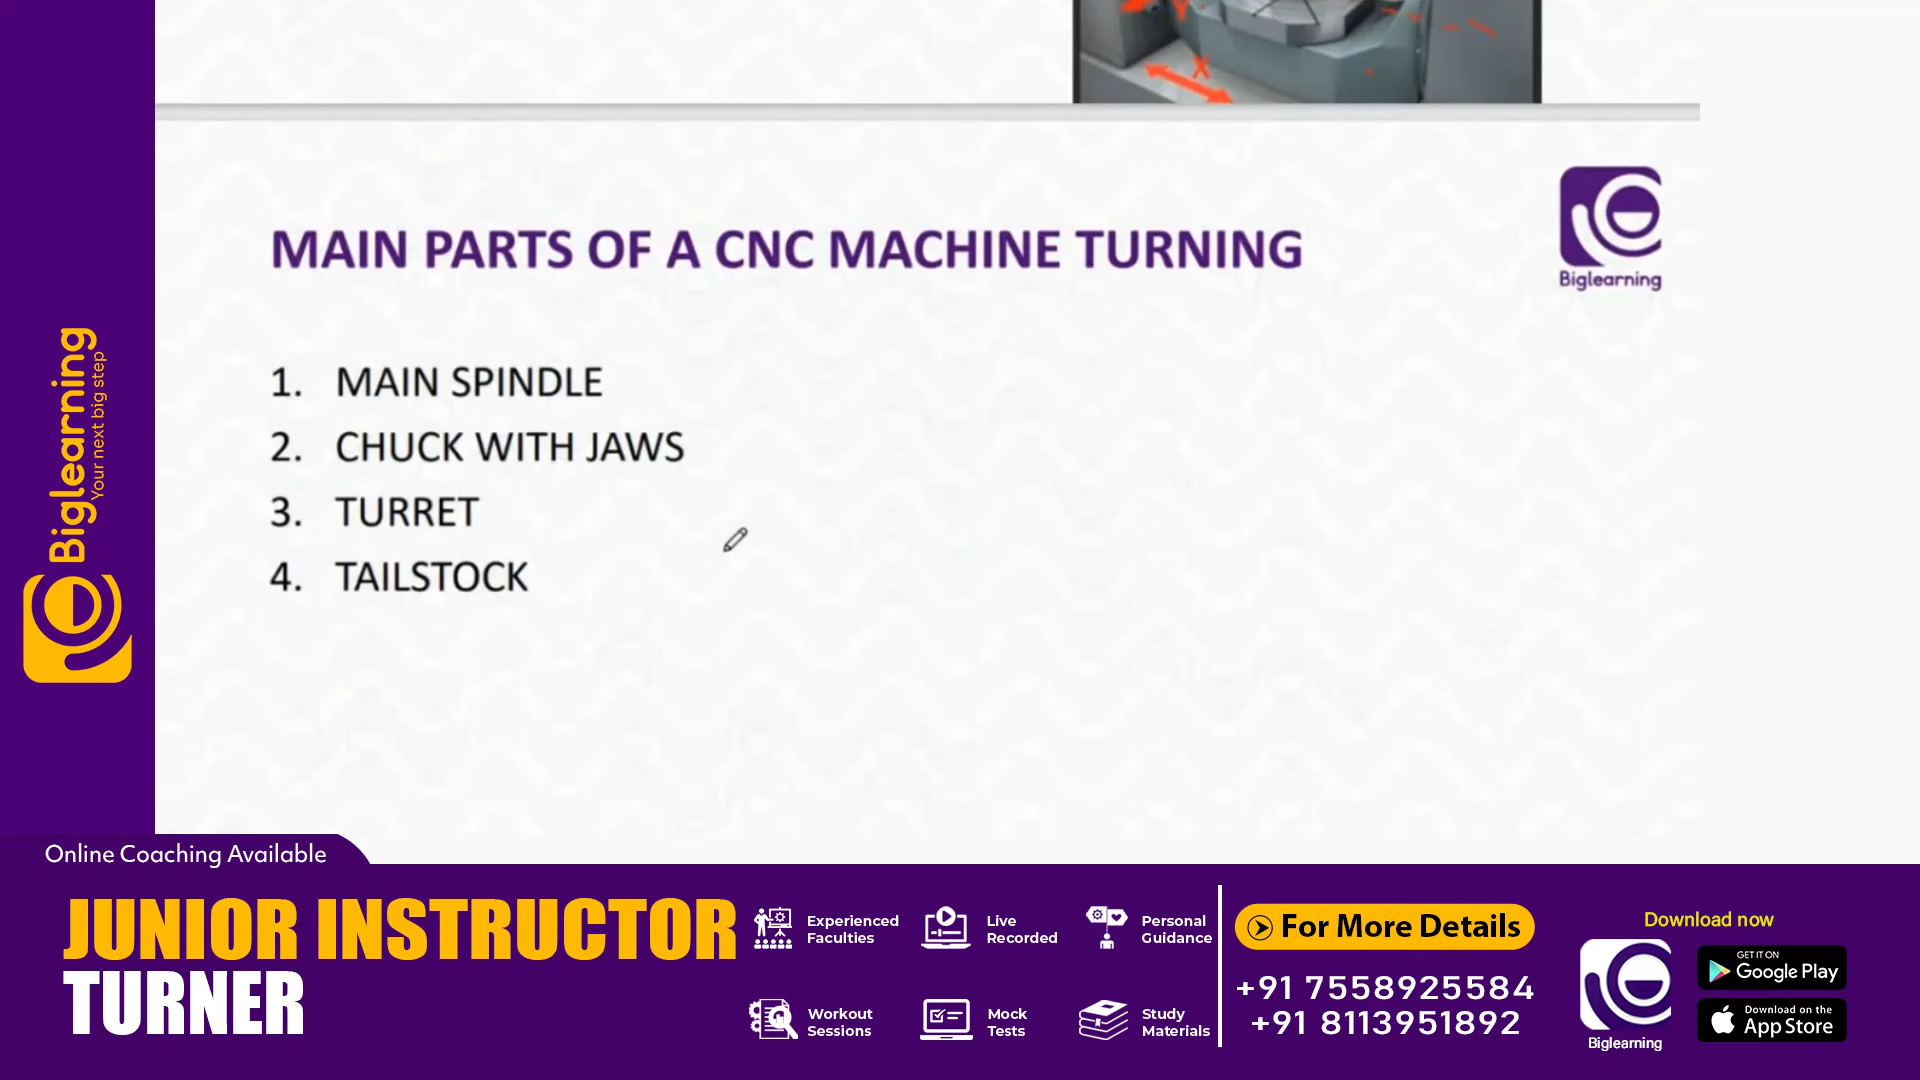 Y
X
MAIN PARTS OF A CNC MACHINE TURNING
Biglearning
1. MAIN SPINDLE
2. CHUCK WITH JAWS
3. TURRET
4. TAILSTOCK
Biglearning
Your next big step
Online Coaching Available
JUNIOR INSTRUCTOR
TURNER
Experienced
Faculties
Live
Recorded
Personal
Guidance
Workout
Sessions
Mock
Tests
Study
Materials
For More Details
+91 7558925584
+91 8113951892
Download now
Biglearning
GET IT ON
Google Play
Download on the
App Store